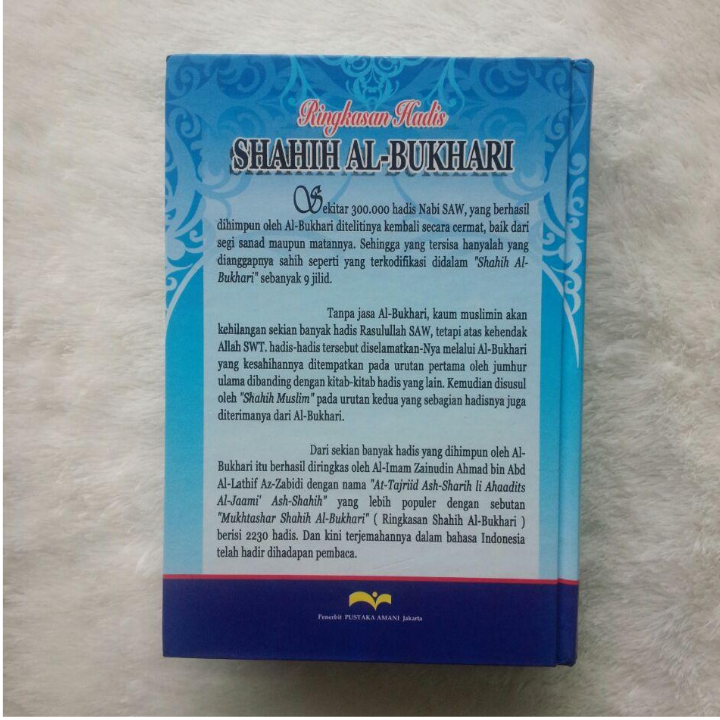 Ringkasan Hadis
SHAHIH AL-BUKHARI
Sekitar 300.000 hadis Nabi SAW, yang berhasil
dihimpun oleh Al-Bukhari ditelitinya kembali secara cermat, baik dari
segi sanad maupun matannya. Sehingga yang tersisa hanyalah yang
dianggapnya sahih seperti yang terkodifikasi didalam "Shahih Al-
Bukhari" sebanyak 9 jilid.
Tanpa jasa Al-Bukhari, kaum muslimin akan
kehilangan sekian banyak hadis Rasulullah SAW, tetapi atas kehendak
Allah SWT. hadis-hadis tersebut diselamatkan-Nya melalui Al-Bukhari
yang kesahihannya ditempatkan pada urutan pertama oleh jumhur
ulama dibanding dengan kitab-kitab hadis yang lain. Kemudian disusul
oleh "Shahih Muslim" pada urutan kedua yang sebagian hadisnya juga
diterimanya dari Al-Bukhari.
Dari sekian banyak hadis yang dihimpun oleh Al-
Bukhari itu berhasil diringkas oleh Al-Imam Zainudin Ahmad bin Abd
Al-Lathif Az-Zabidi dengan nama "At-Tajriid Ash-Sharih li Ahaadits
Al-Jaami' Ash-Shahih" yang lebih populer dengan sebutan
"Mukhtashar Shahih Al-Bukhari" ( Ringkasan Shahih Al-Bukhari )
berisi 2230 hadis. Dan kini terjemahannya dalam bahasa Indonesia
telah hadir dihadapan pembaca.
Penerbit PUSTAKA AMANI Jakarta